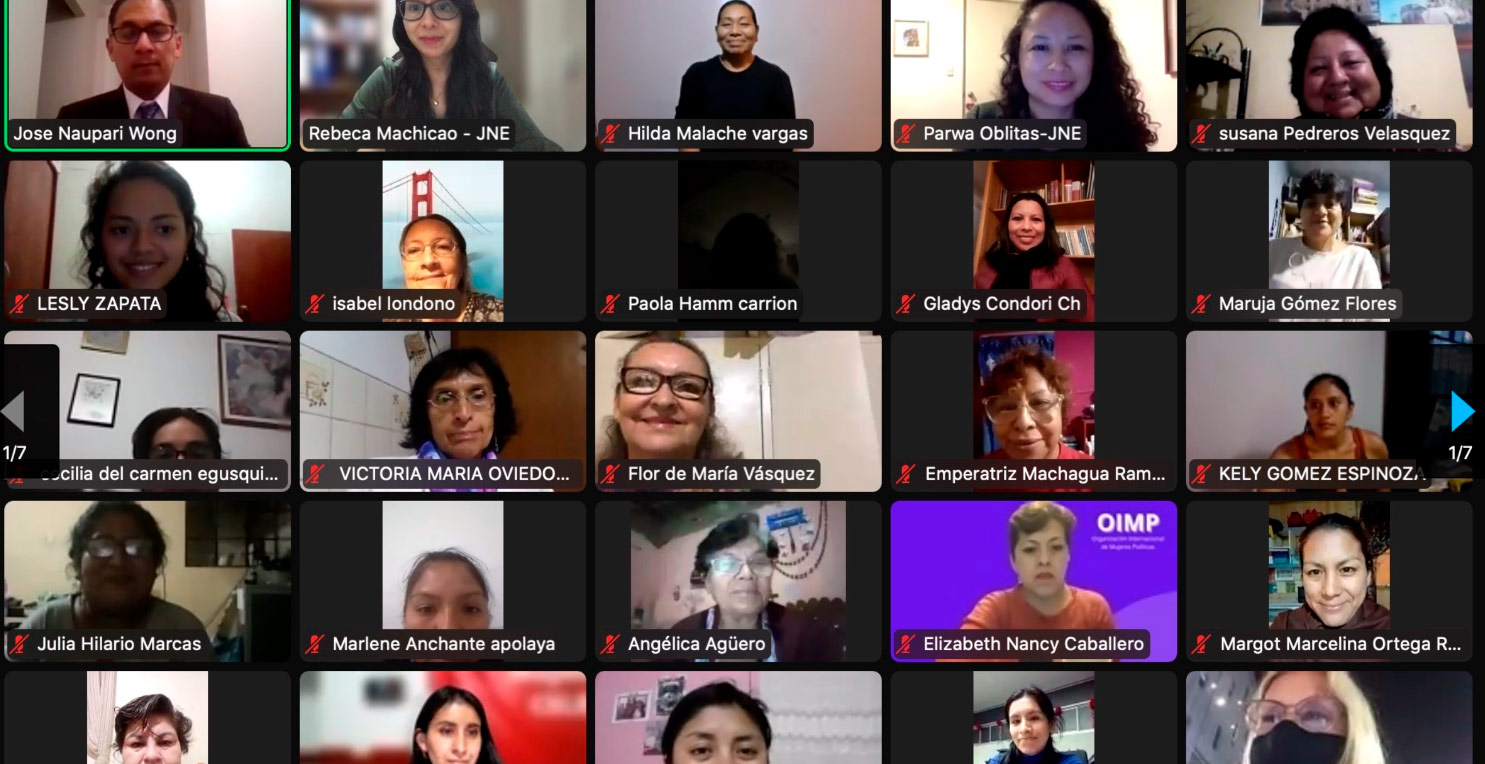 Jose Naupari Wong
Rebeca Machicao - JNE
Hilda Malache vargas
Parwa Oblitas-JNE
susana Pedreros Velasquez
LESLY ZAPATA
isabel londono
Paola Hamm carrion
Gladys Condori Ch
Maruja Gómez Flores
1/7
cecilia del carmen egusqui...
VICTORIA MARIA OVIEDO...
Flor de María Vásquez
Emperatriz Machagua Ram...
KELY GOMEZ ESPINOZA
1/7
Julia Hilario Marcas
Marlene Anchante apolaya
Angélica Agüero
OIMP
Organización Internacional
de Mujeres Políticas
Elizabeth Nancy Caballero
Margot Marcelina Ortega R...